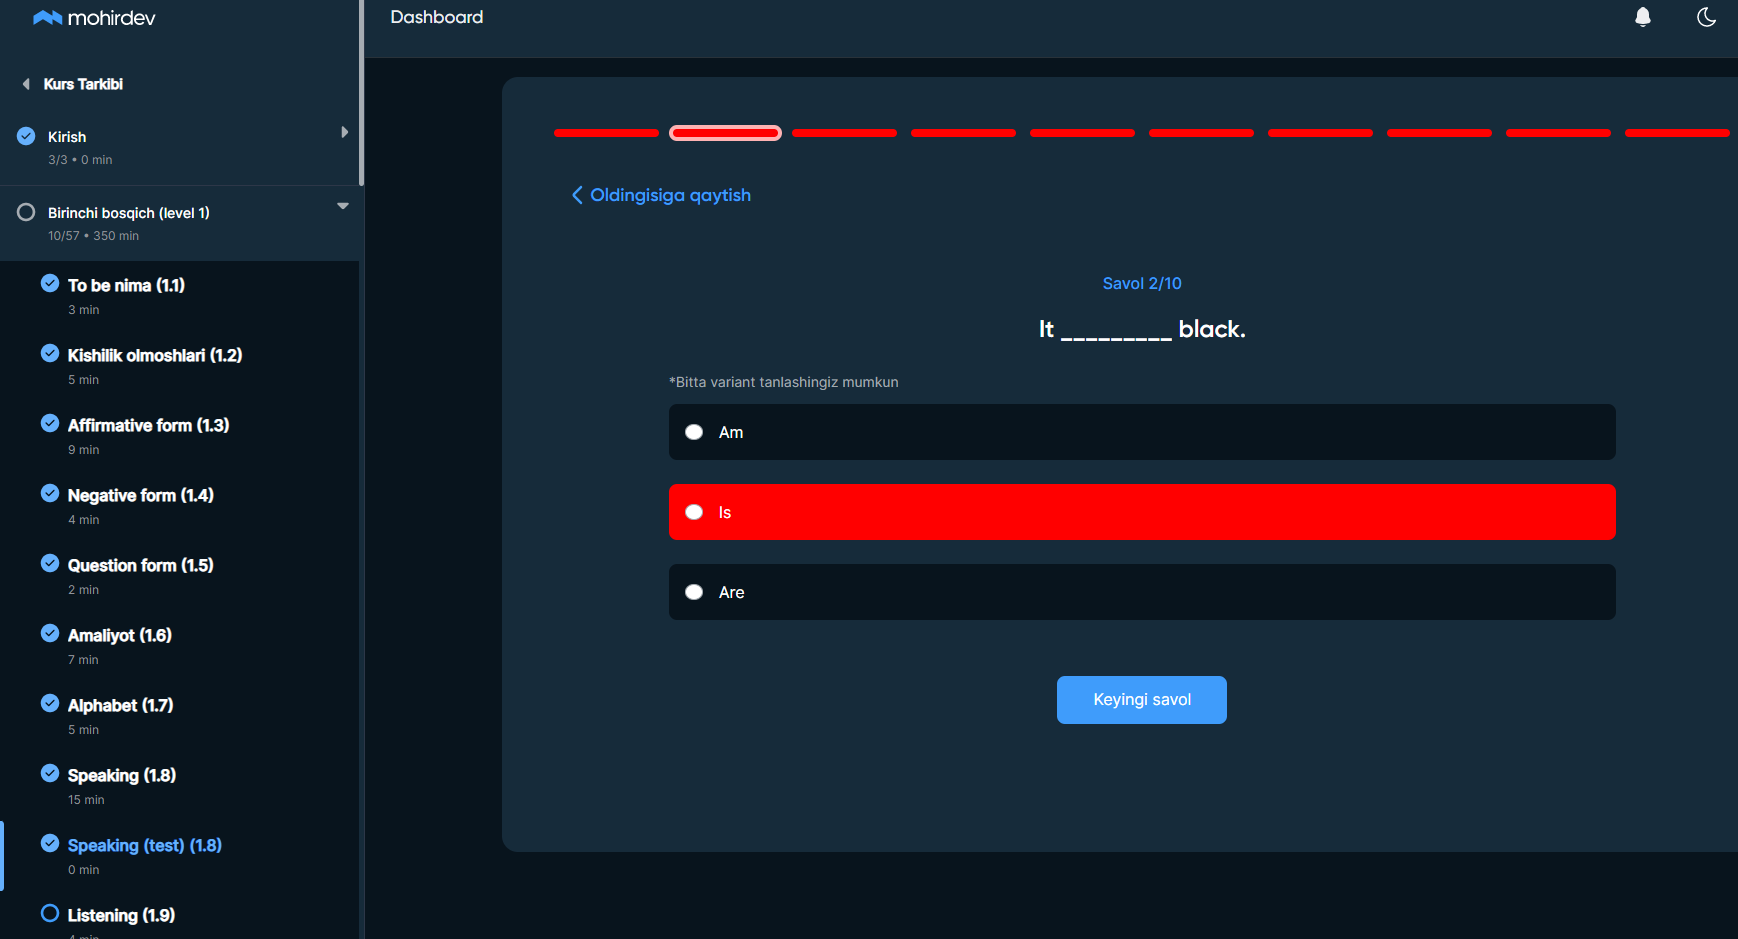 mohirdev
Dashboard
Kurs Tarkibi
Kirish
3/3 • 0 min
Birinchi bosqich (level 1)
10/57 • 350 min
To be nima (1.1)
3 min
Kishilik olmoshlari (1.2)
5 min
Affirmative form (1.3)
9 min
Negative form (1.4)
4 min
Question form (1.5)
2 min
Amaliyot (1.6)
7 min
Alphabet (1.7)
5 min
Speaking (1.8)
15 min
Speaking (test) (1.8)
0 min
Listening (1.9)
4 min
Oldingisiga qaytish
Savol 2/10
It _________ black.
*Bitta variant tanlashingiz mumkun
Am
Is
Are
Keyingi savol